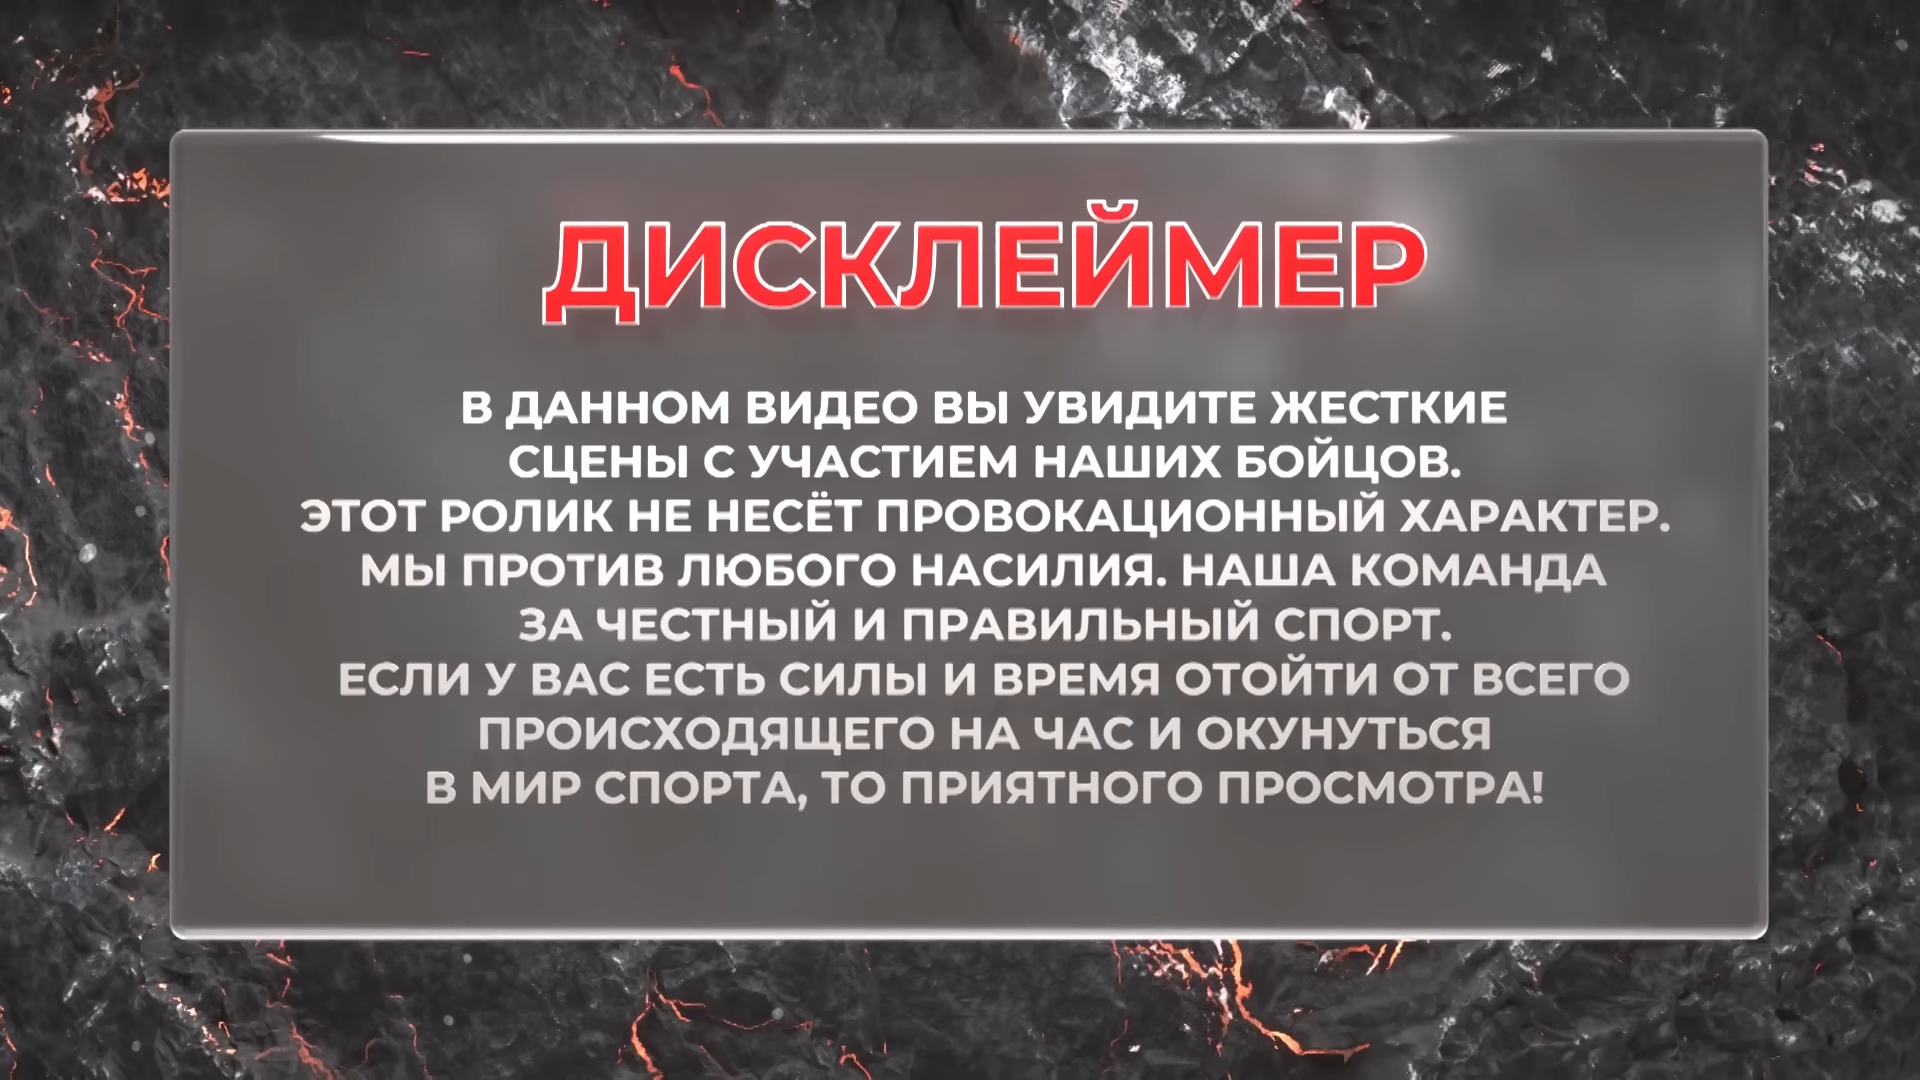 ДИСКЛЕЙМЕР
В ДАННОМ ВИДЕО ВЫ УВИДИТЕ ЖЕСТКИЕ
СЦЕНЫ С УЧАСТИЕМ НАШИХ БОЙЦОВ.
ЭТОТ РОЛИК НЕ НЕСЁТ ПРОВОКАЦИОННЫЙ ХАРАКТЕР.
МЫ ПРОТИВ ЛЮБОГО НАСИЛИЯ. НАША КОМАНДА
ЗА ЧЕСТНЫЙ И ПРАВИЛЬНЫЙ СПОРТ.
ЕСЛИ У ВАС ЕСТЬ СИЛЫ И ВРЕМЯ ОТОЙТИ ОТ ВСЕГО
ПРОИСХОДЯЩЕГО НА ЧАС И ОКУНУТЬСЯ
В МИР СПОРТА, ТО ПРИЯТНОГО ПРОСМОТРА!